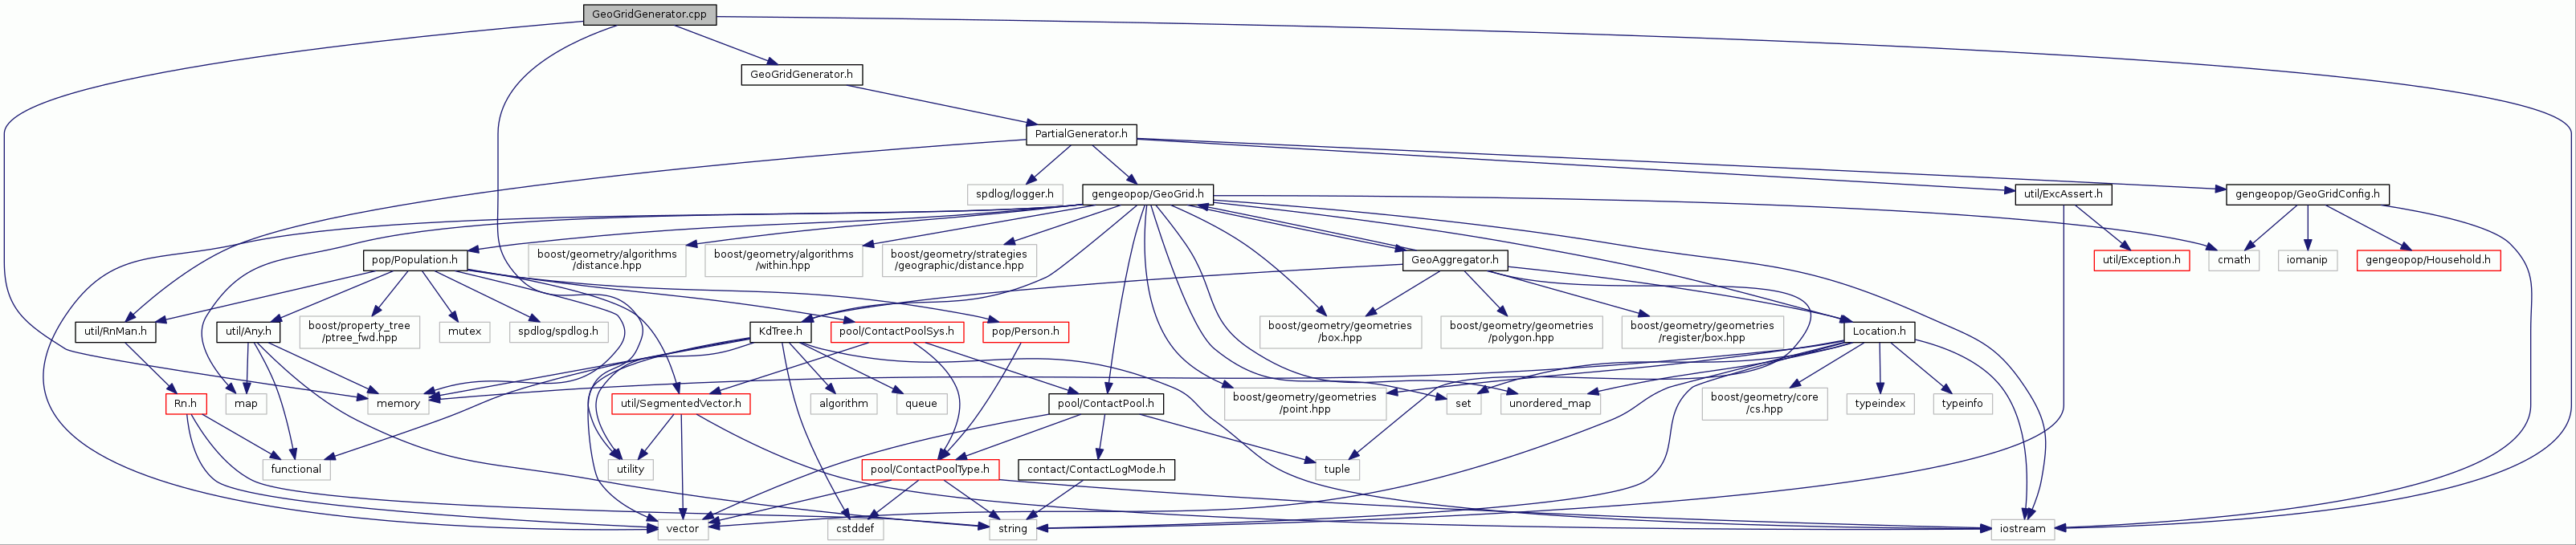 GeoGridGenerator.cpp
GeoGridGenerator.h
PartialGenerator.h
spdlog/logger.h
gengeopop/GeoGrid.h
util/ExcAssert.h
gengeopop/GeoGridConfig.h
pop/Population.h
boost/geometry/algorithms
/distance.hpp
boost/geometry/algorithms
/within.hpp
boost/geometry/strategies
/geographic/distance.hpp
GeoAggregator.h
util/Exception.h
cmath
iomanip
gengeopop/Household.h
util/RnMan.h
util/Any.h
boost/property_tree
/ptree_fwd.hpp
mutex
spdlog/spdlog.h
KdTree.h
pool/ContactPoolSys.h
pop/Person.h
boost/geometry/geometries
/box.hpp
boost/geometry/geometries
/polygon.hpp
boost/geometry/geometries
/register/box.hpp
Location.h
Rn.h
map
memory
util/SegmentedVector.h
algorithm
queue
pool/ContactPool.h
boost/geometry/geometries
/point.hpp
set
unordered_map
boost/geometry/core
/cs.hpp
typeindex
typeinfo
functional
utility
pool/ContactPoolType.h
contact/ContactLogMode.h
tuple
vector
cstddef
string
iostream